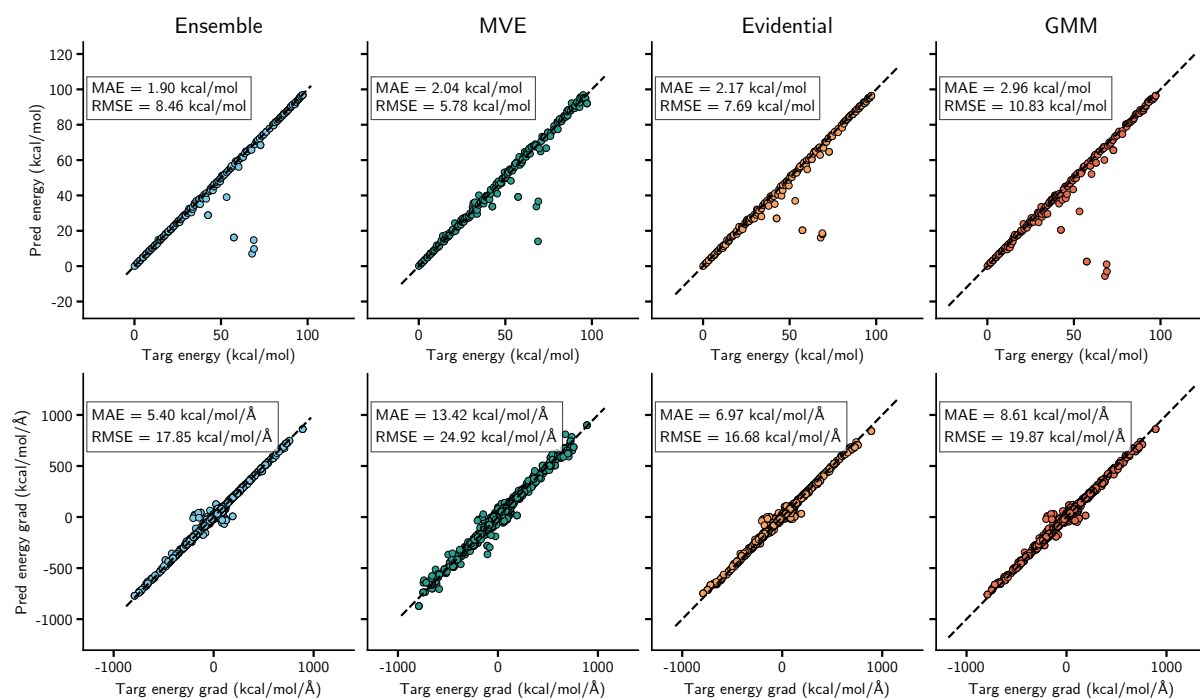 Ensemble
MVE
Evidential
GMM
Pred energy (kcal/mol)
120
100
80
60
40
20
0
-20
MAE = 1.90 kcal/mol
RMSE = 8.46 kcal/mol
MAE = 2.04 kcal/mol
RMSE = 5.78 kcal/mol
MAE = 2.17 kcal/mol
RMSE = 7.69 kcal/mol
MAE = 2.96 kcal/mol
RMSE = 10.83 kcal/mol
0 50 100
0 50 100
0 50 100
0 50 100
Targ energy (kcal/mol)
Targ energy (kcal/mol)
Targ energy (kcal/mol)
Targ energy (kcal/mol)
Pred energy grad (kcal/mol/Å)
1000
500
0
-500
-1000
MAE = 5.40 kcal/mol/Å
RMSE = 17.85 kcal/mol/Å
MAE = 13.42 kcal/mol/Å
RMSE = 24.92 kcal/mol/Å
MAE = 6.97 kcal/mol/Å
RMSE = 16.68 kcal/mol/Å
MAE = 8.61 kcal/mol/Å
RMSE = 19.87 kcal/mol/Å
-1000 0 1000
-1000 0 1000
-1000 0 1000
-1000 0 1000
Targ energy grad (kcal/mol/Å)
Targ energy grad (kcal/mol/Å)
Targ energy grad (kcal/mol/Å)
Targ energy grad (kcal/mol/Å)